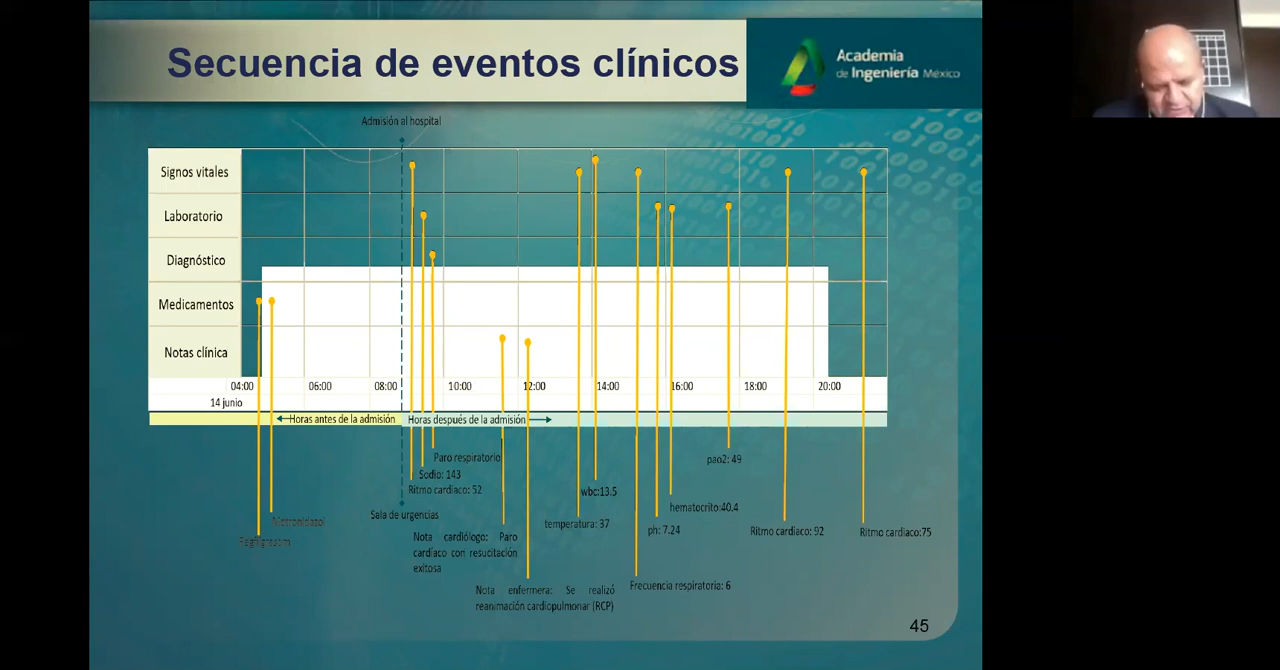 Secuencia de eventos clínicos
Academia
de Ingeniería México
Admisión al hospital
Signos vitales
Laboratorio
Diagnóstico
Medicamentos
Notas clínica
04:00 06:00 08:00 10:00 12:00 14:00 16:00 18:00 20:00
14 junio
Horas antes de la admisión Horas después de la admisión
Paro respiratorio
Sodio: 143
Ritmo cardiaco: 52
Sala de urgencias
Metronidazol
Nota cardiólogo: Paro
cardiaco con resucitación
exitosa
Nota enfermera: Se realizó
reanimación cardiopulmonar (RCP)
temperatura: 37
wbc:13.5
Frecuencia respiratoria: 6
ph: 7.24
hematocrito:40.4
pao2: 49
Ritmo cardiaco: 92
Ritmo cardiaco:75
45